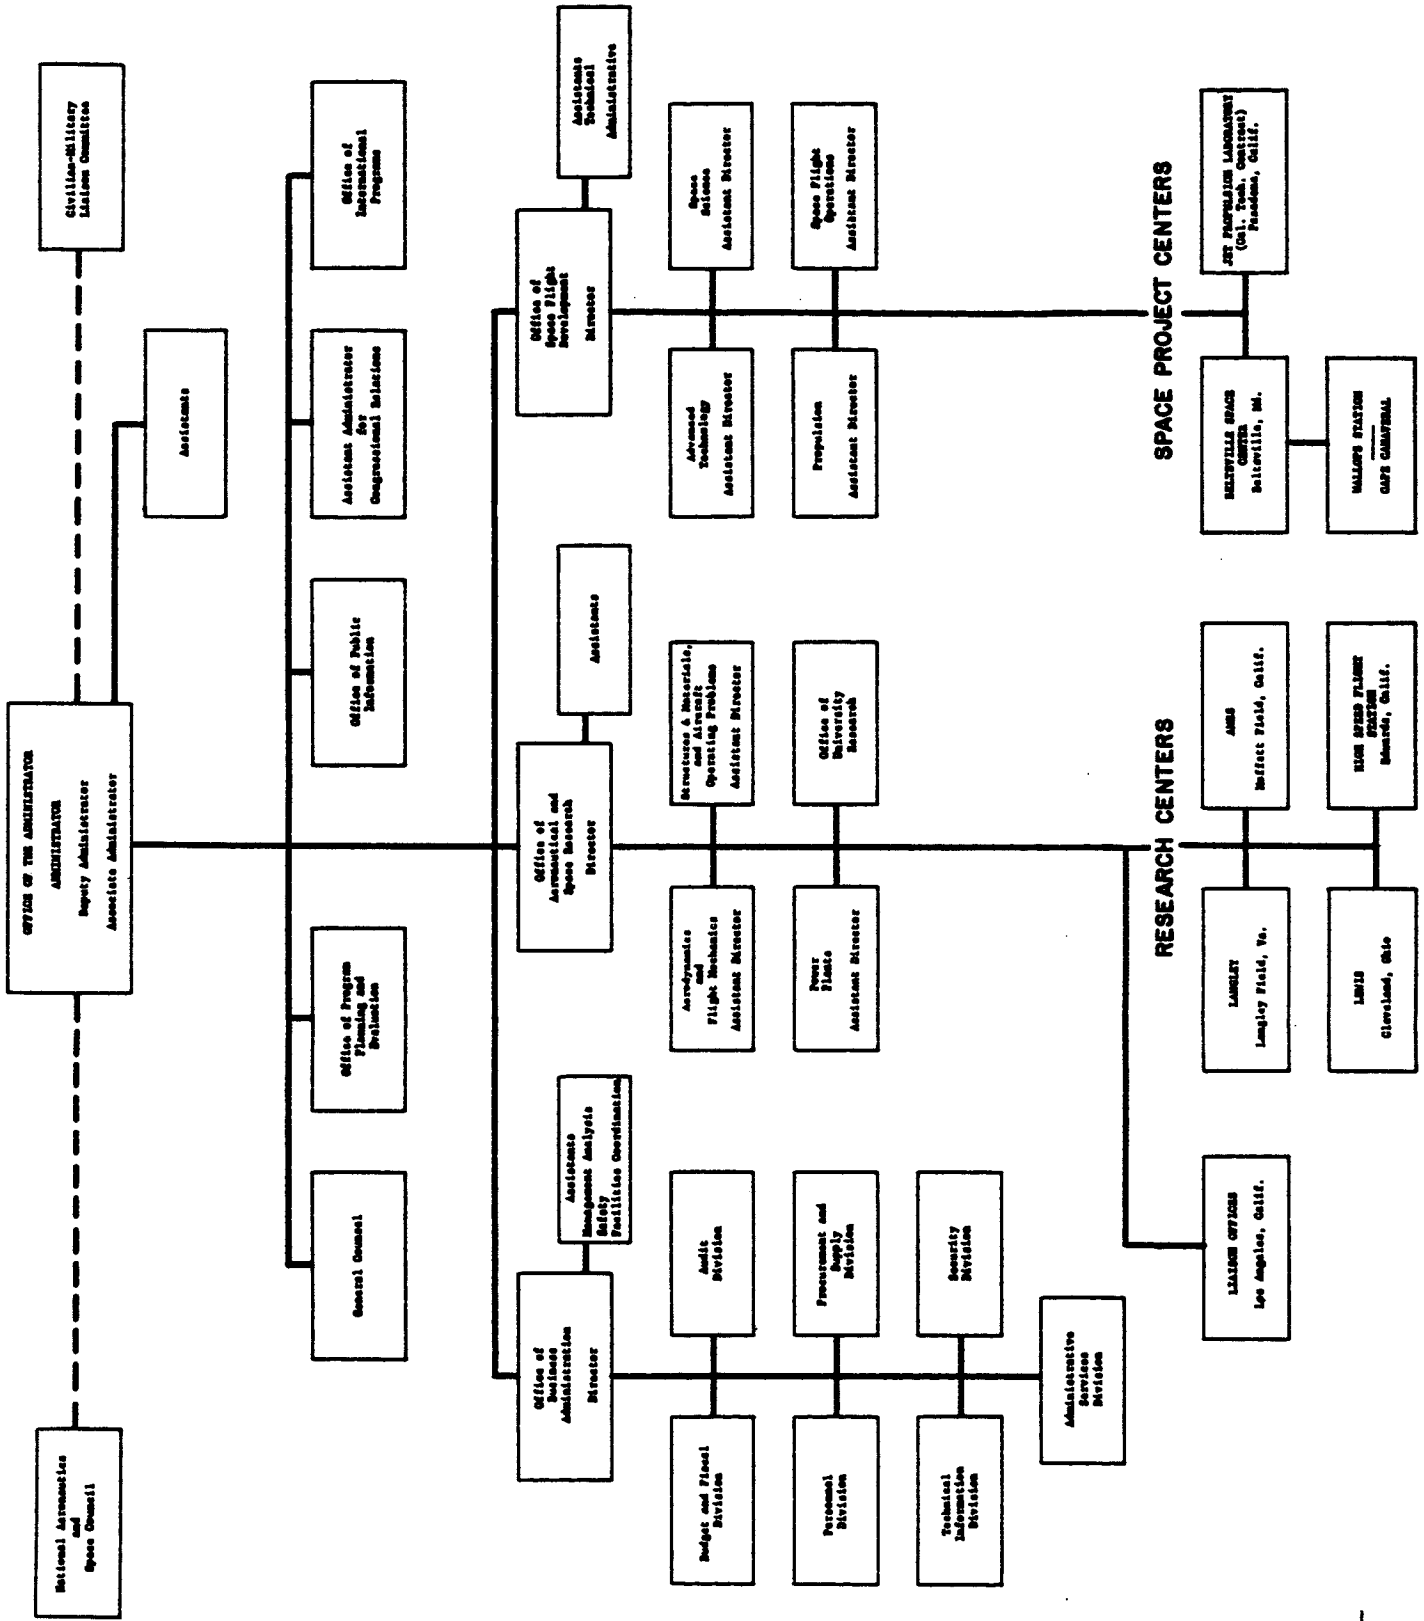 National Aeronautics
and
Space Council
OFFICE OF THE ADMINISTRATOR
ADMINISTRATOR
Deputy Administrator
Associate Administrator
Civilian-Military
Liaison Committee
Assistants
General Counsel
Office of Program
Planning and
Evaluation
Office of Public
Information
Assistant Administrator
for
Congressional Relations
Office of
International
Programs
Office of
Business
Administration
Director
Assistants
Management Analysis
Safety
Facilities Coordination
Office of
Aeronautical and
Space Research
Director
Assistants
Office of
Space Flight
Development
Director
Assistants
Technical
Administrative
Budget and Fiscal
Division
Audit
Division
Aerodynamics
and
Flight Mechanics
Assistant Director
Structures & Materials,
and Aircraft
Operating Problems
Assistant Director
Advanced
Technology
Assistant Director
Space
Science
Assistant Director
Personnel
Division
Procurement and
Supply
Division
Power
Plants
Assistant Director
Office of
University
Research
Propulsion
Assistant Director
Space Flight
Operations
Assistant Director
Technical
Information
Division
Security
Division
Administrative
Services
Division
RESEARCH CENTERS
SPACE PROJECT CENTERS
LIAISON OFFICES
Los Angeles, Calif.
LANGLEY
Langley Field, Va.
AMES
Moffett Field, Calif.
BELTSVILLE SPACE
CENTER
Beltsville, Md.
JET PROPULSION LABORATORY
(Cal. Tech. Contract)
Pasadena, Calif.
LEWIS
Cleveland, Ohio
HIGH SPEED FLIGHT
STATION
Edwards, Calif.
WALLOPS STATION
CAPE CANAVERAL